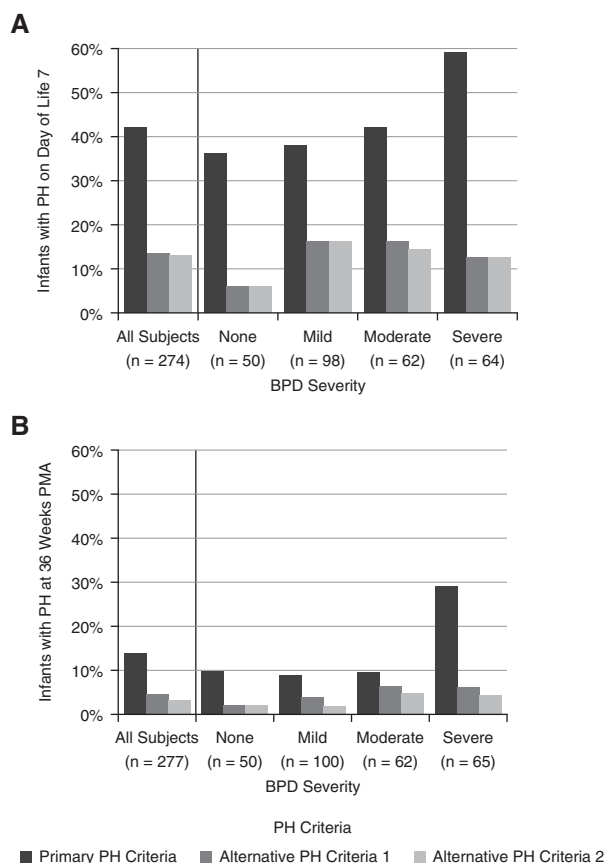 A
Infants with PH on Day of Life 7
60%
50%
40%
30%
20%
10%
0%
All Subjects None Mild Moderate Severe
(n = 274) (n = 50) (n = 98) (n = 62) (n = 64)
BPD Severity
B
Infants with PH at 36 Weeks PMA
60%
50%
40%
30%
20%
10%
0%
All Subjects None Mild Moderate Severe
(n = 277) (n = 50) (n = 100) (n = 62) (n = 65)
BPD Severity
PH Criteria
Primary PH Criteria Alternative PH Criteria 1 Alternative PH Criteria 2